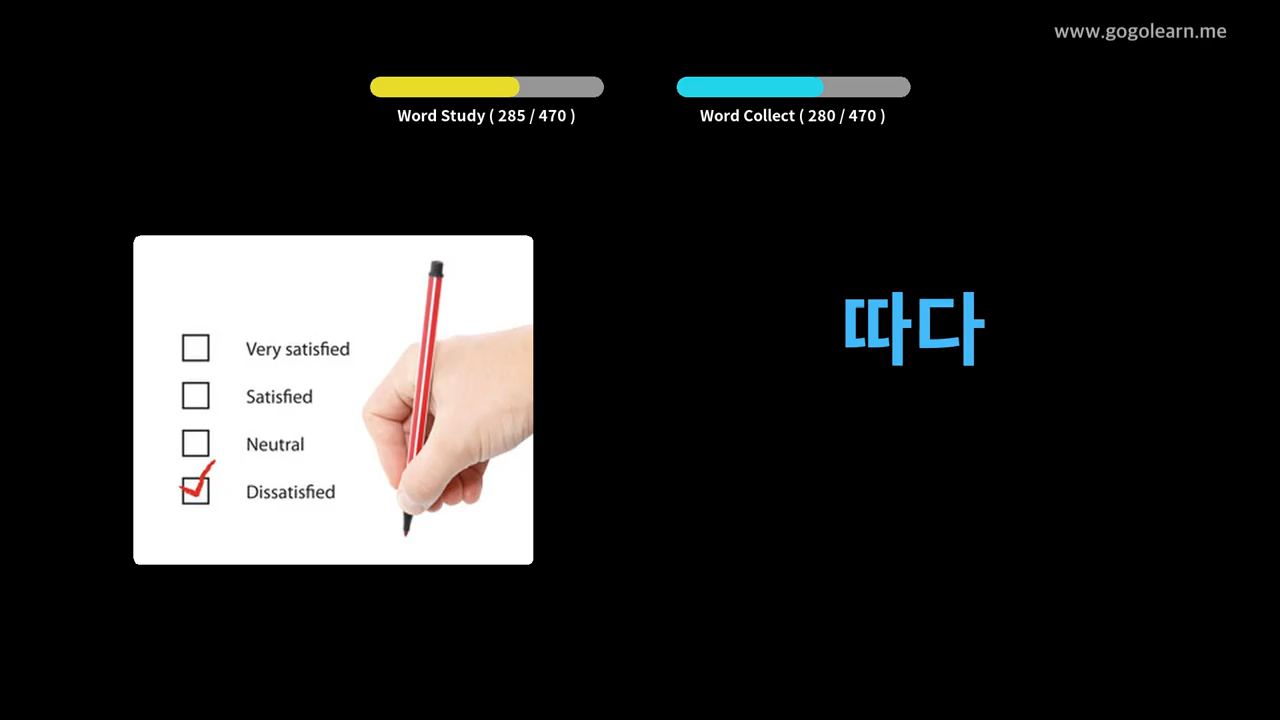 www.gogolearn.me
Word Study ( 285 / 470 )
Word Collect ( 280 / 470 )
Very satisfied
Satisfied
Neutral
Dissatisfied
따다